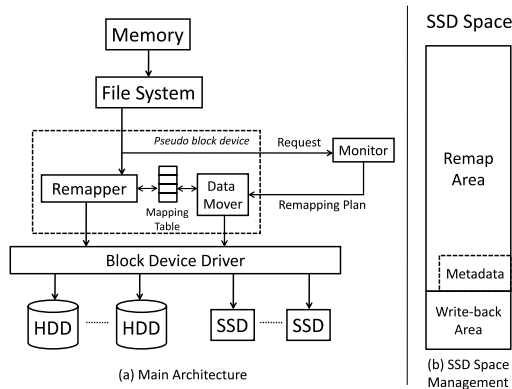 Memory
File System
Pseudo block device
Request
Monitor
Remapper
Mapping
Table
Data
Mover
Remapping Plan
Block Device Driver
HDD
HDD
SSD
SSD
(a) Main Architecture
SSD Space
Remap
Area
Metadata
Write-back
Area
(b) SSD Space
Management